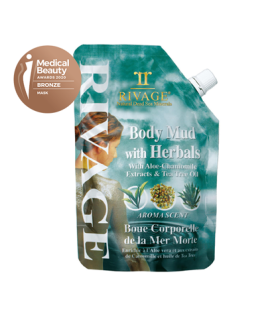 Medical
Beauty
AWARDS 2020
BRONZE
MASK
RIVAGE
RIVAGE
Body Mud
with Herbals
With Aloe-Chamomile
Extracts & Tea Tree Oil
AROMA SCENT
Boue Corporelle
de la Mer Morte